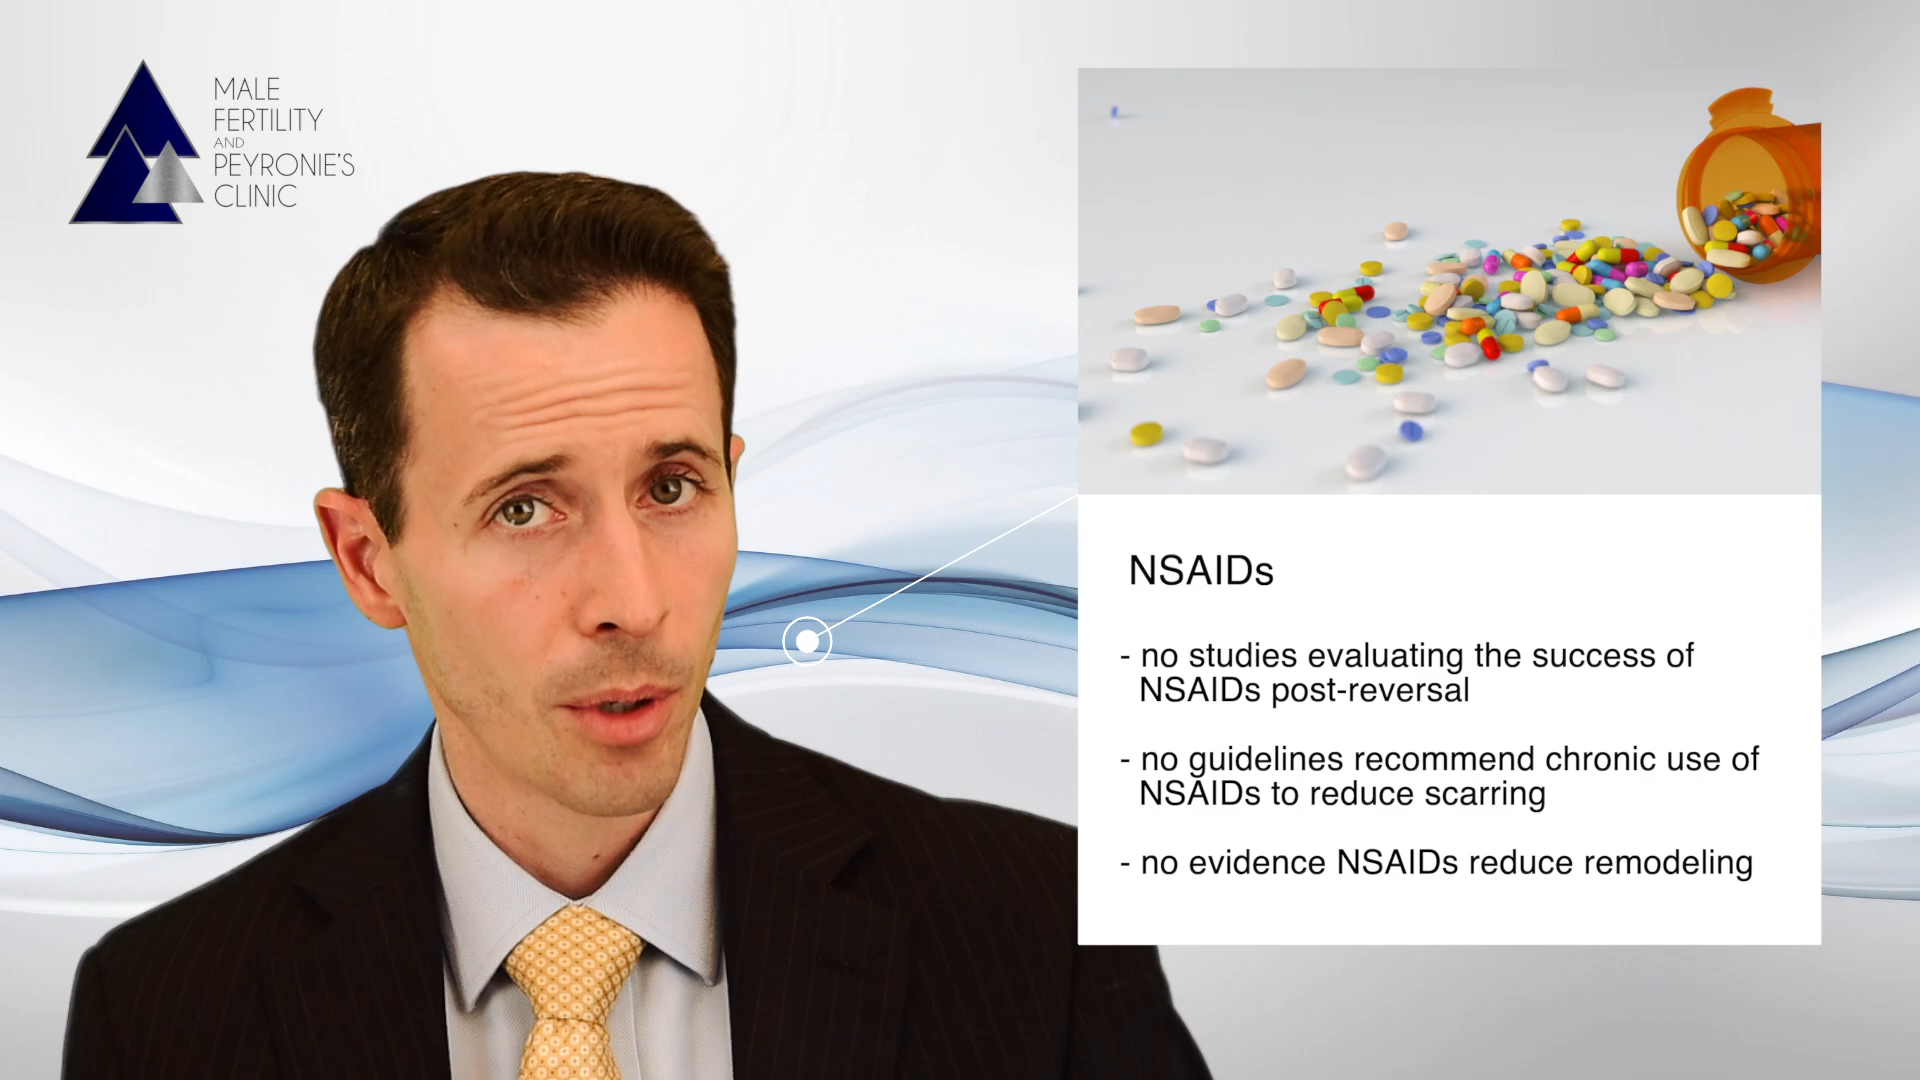 MALE
FERTILITY
AND
PEYRONIE'S
CLINIC
NSAIDs
- no studies evaluating the success of
NSAIDs post-reversal
- no guidelines recommend chronic use of
NSAIDs to reduce scarring
- no evidence NSAIDs reduce remodeling